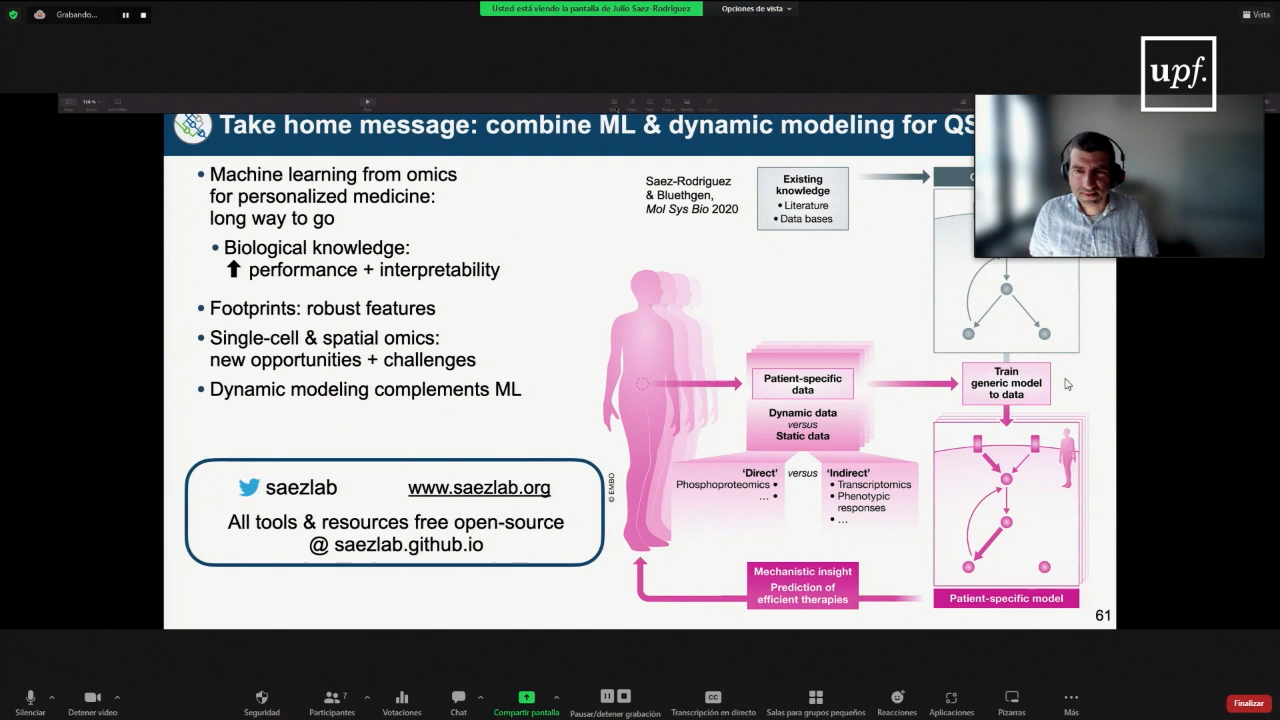 Grabando...
Usted está viendo la pantalla de Julio Saez-Rodriguez
Opciones de vista
Vista
upf.
128 %
Take home message: combine ML & dynamic modeling for QS
• Machine learning from omics
for personalized medicine:
long way to go
• Biological knowledge:
⬆ performance + interpretability
• Footprints: robust features
• Single-cell & spatial omics:
new opportunities + challenges
• Dynamic modeling complements ML
saezlab
www.saezlab.org
All tools & resources free open-source
@ saezlab.github.io
Saez-Rodriguez
& Bluethgen,
Mol Sys Bio 2020
Existing
knowledge
• Literature
• Data bases
Patient-specific
data
Dynamic data
versus
Static data
'Direct'
Phosphoproteomics •
... •
versus
'Indirect'
• Transcriptomics
• Phenotypic
responses
• ...
Train
generic model
to data
Patient-specific model
Mechanistic insight
Prediction of
efficient therapies
© EMBO
61
Silenciar
Detener video
Seguridad
Participantes
7
Votaciones
Chat
Compartir pantalla
Pausar/detener grabación
CC
Transcripción en directo
Salas para grupos pequeños
Reacciones
Aplicaciones
Pizarras
Más
Finalizar